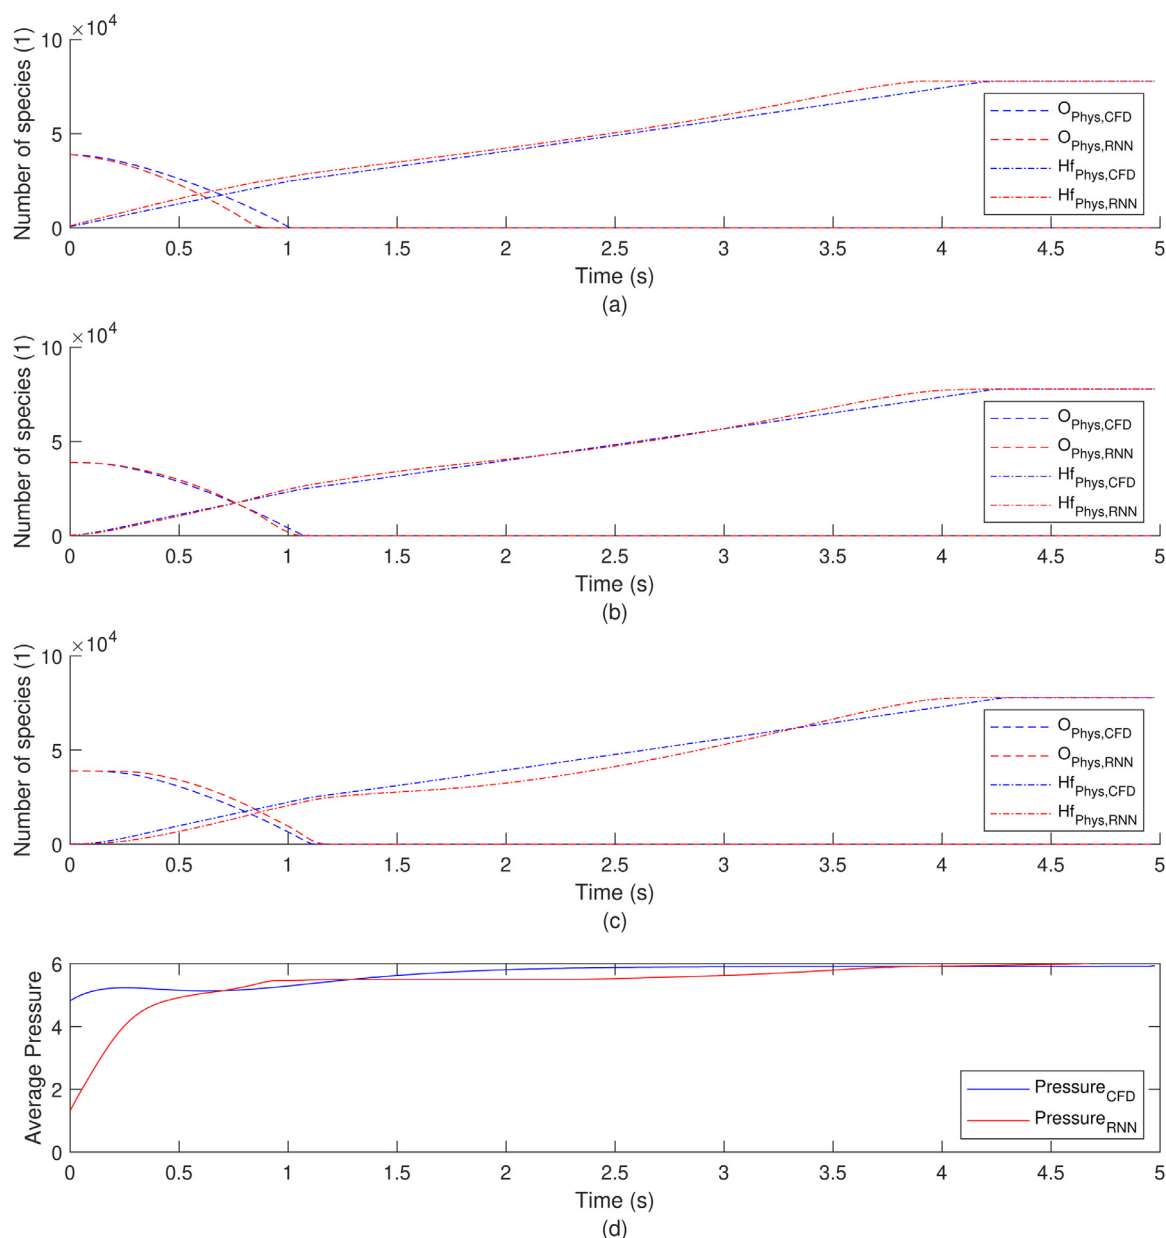 ×10⁴
10
5
0
Number of species (1)
O_Phys,CFD
O_Phys,RNN
Hf_Phys,CFD
Hf_Phys,RNN
0 0.5 1 1.5 2 2.5 3 3.5 4 4.5 5
Time (s)
(a)
×10⁴
10
5
0
Number of species (1)
O_Phys,CFD
O_Phys,RNN
Hf_Phys,CFD
Hf_Phys,RNN
0 0.5 1 1.5 2 2.5 3 3.5 4 4.5 5
Time (s)
(b)
×10⁴
10
5
0
Number of species (1)
O_Phys,CFD
O_Phys,RNN
Hf_Phys,CFD
Hf_Phys,RNN
0 0.5 1 1.5 2 2.5 3 3.5 4 4.5 5
Time (s)
(c)
6
4
2
0
Average Pressure
Pressure_CFD
Pressure_RNN
0 0.5 1 1.5 2 2.5 3 3.5 4 4.5 5
Time (s)
(d)